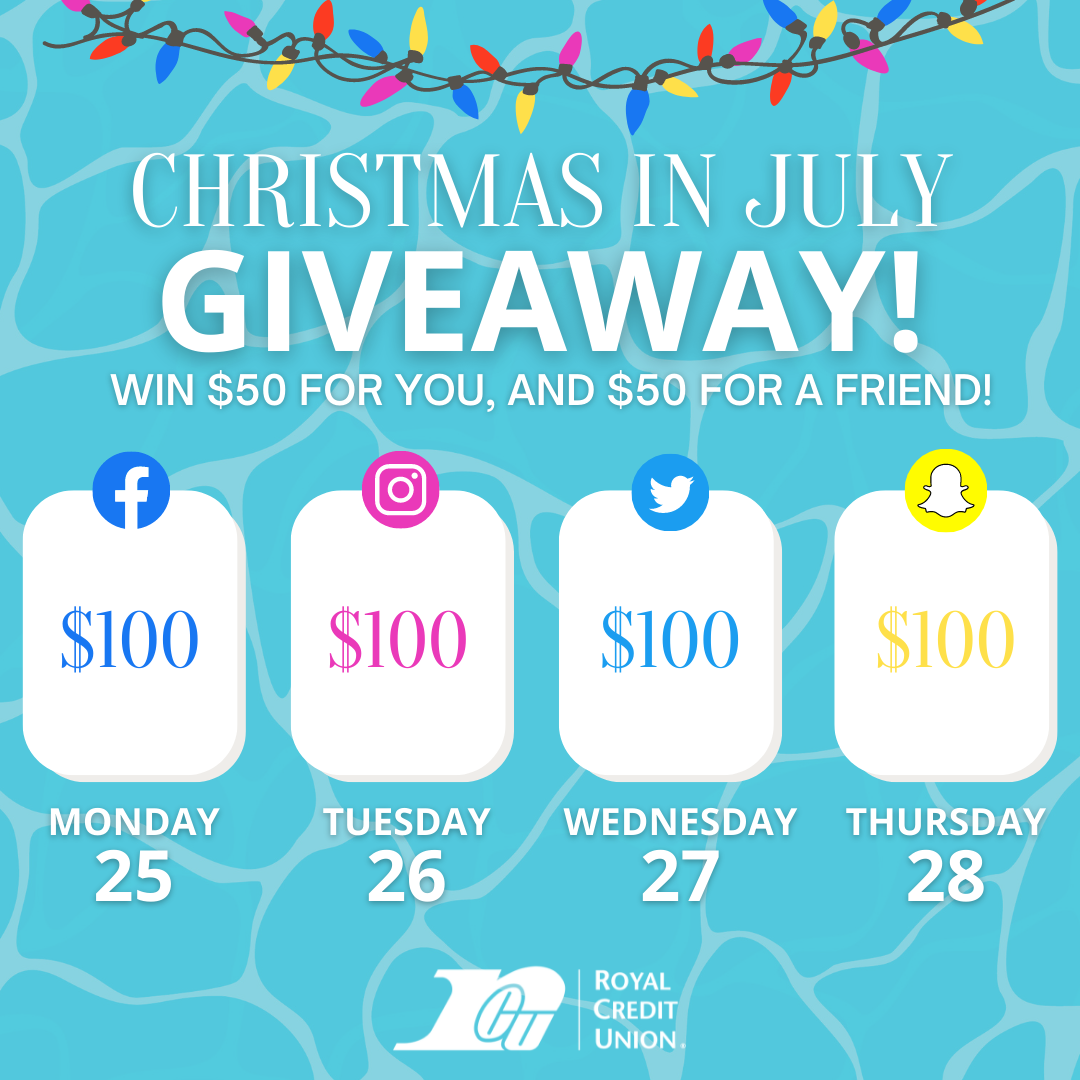 CHRISTMAS IN JULY
GIVEAWAY!
WIN $50 FOR YOU, AND $50 FOR A FRIEND!
$100
$100
$100
$100
MONDAY
25
TUESDAY
26
WEDNESDAY
27
THURSDAY
28
ROYAL
CREDIT
UNION